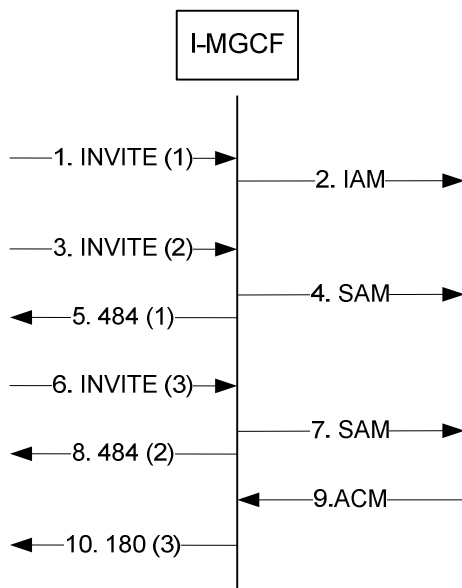 I-MGCF
1. INVITE (1)
2. IAM
3. INVITE (2)
4. SAM
5. 484 (1)
6. INVITE (3)
7. SAM
8. 484 (2)
9.ACM
10. 180 (3)